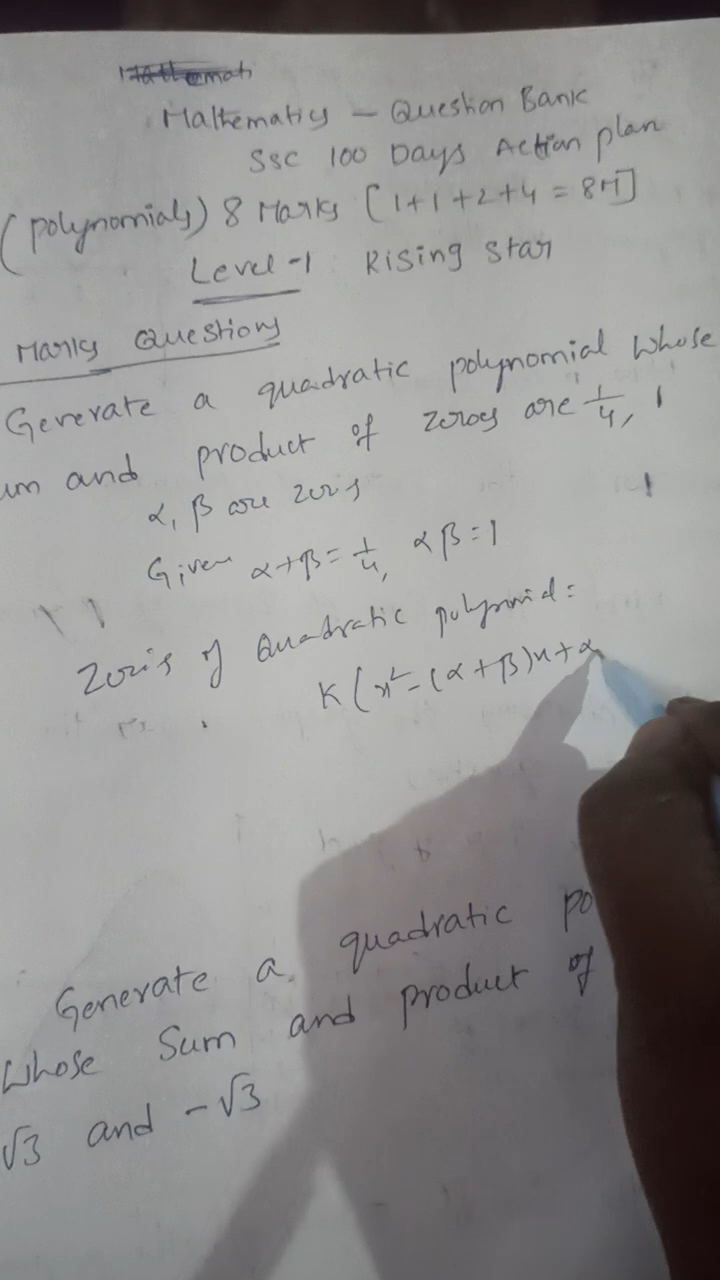 Mathemati
Mathematics - Question Bank
SSC 100 Days Action plan
(polynomials) 8 Marks [1+1+2+4 = 8M]
Level-1 Rising star
Marks Questions
Generate a quadratic polynomial whose
um and product of zeroes are 1/4, 1
α, β are zeros
Given α+β = 1/4, αβ = 1
Zeris of Quadratic polynomial =
K(x²-(α+β)x+α
Generate a quadratic po
Whose Sum and product of
√3 and -√3